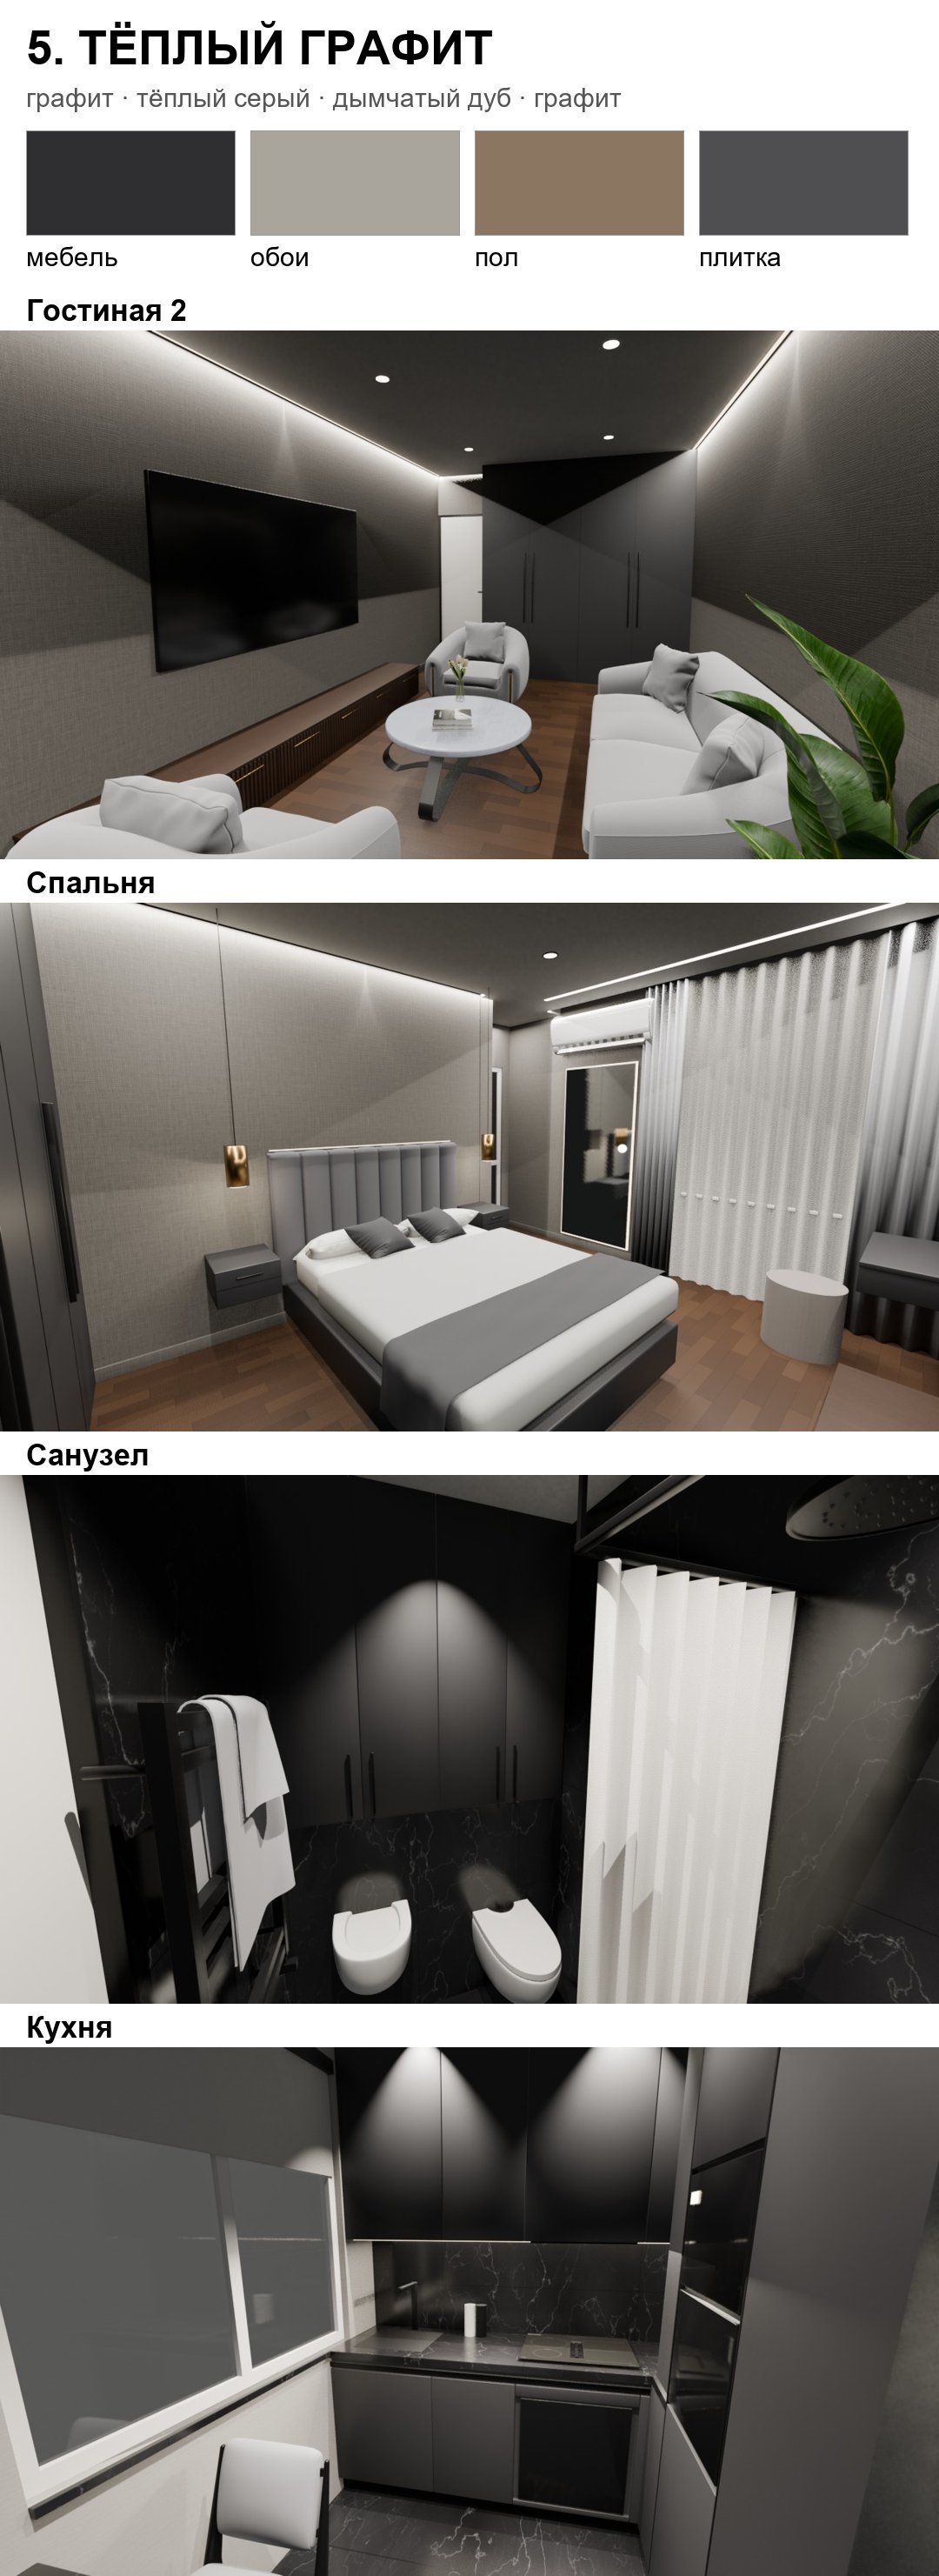 5. ТЁПЛЫЙ ГРАФИТ
графит · тёплый серый · дымчатый дуб · графит
мебель обои пол плитка
Гостиная 2
Спальня
Санузел
Кухня